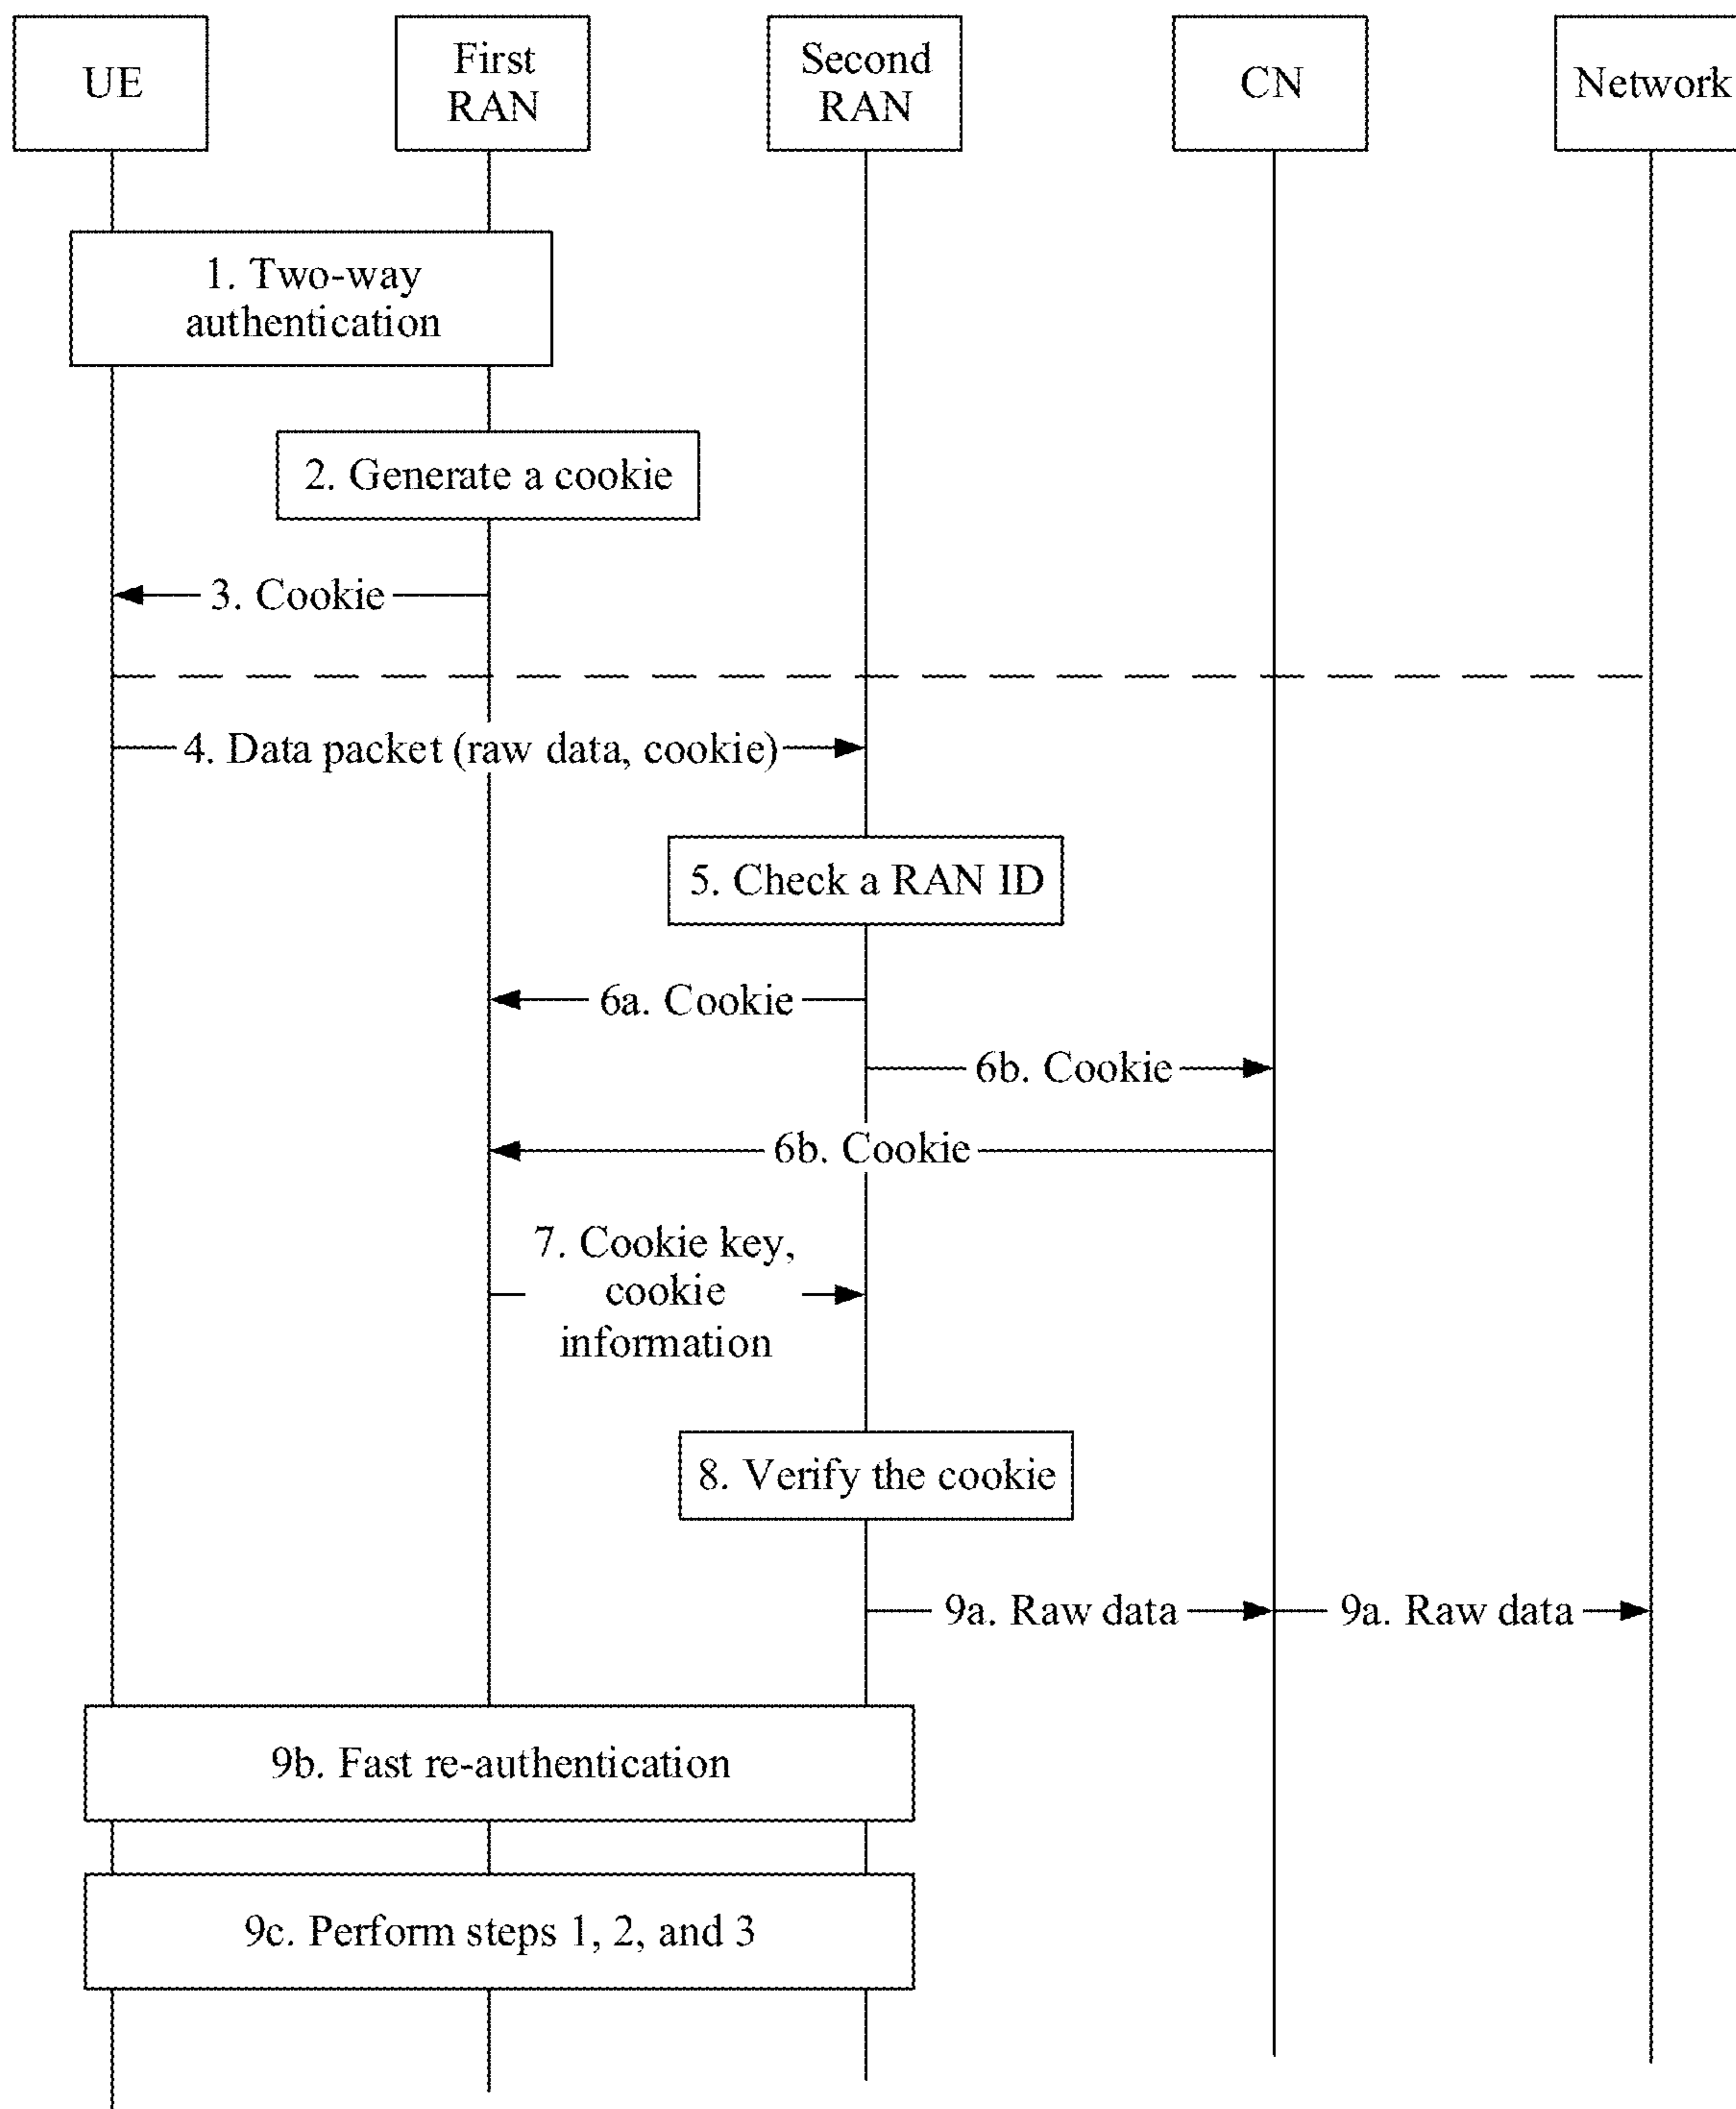 UE
First
RAN
Second
RAN
CN
Network
1. Two-way
authentication
2. Generate a cookie
3. Cookie
4. Data packet (raw data, cookie)
5. Check a RAN ID
6a. Cookie
6b. Cookie
6b. Cookie
7. Cookie key,
cookie
information
8. Verify the cookie
9a. Raw data
9a. Raw data
9b. Fast re-authentication
9c. Perform steps 1, 2, and 3